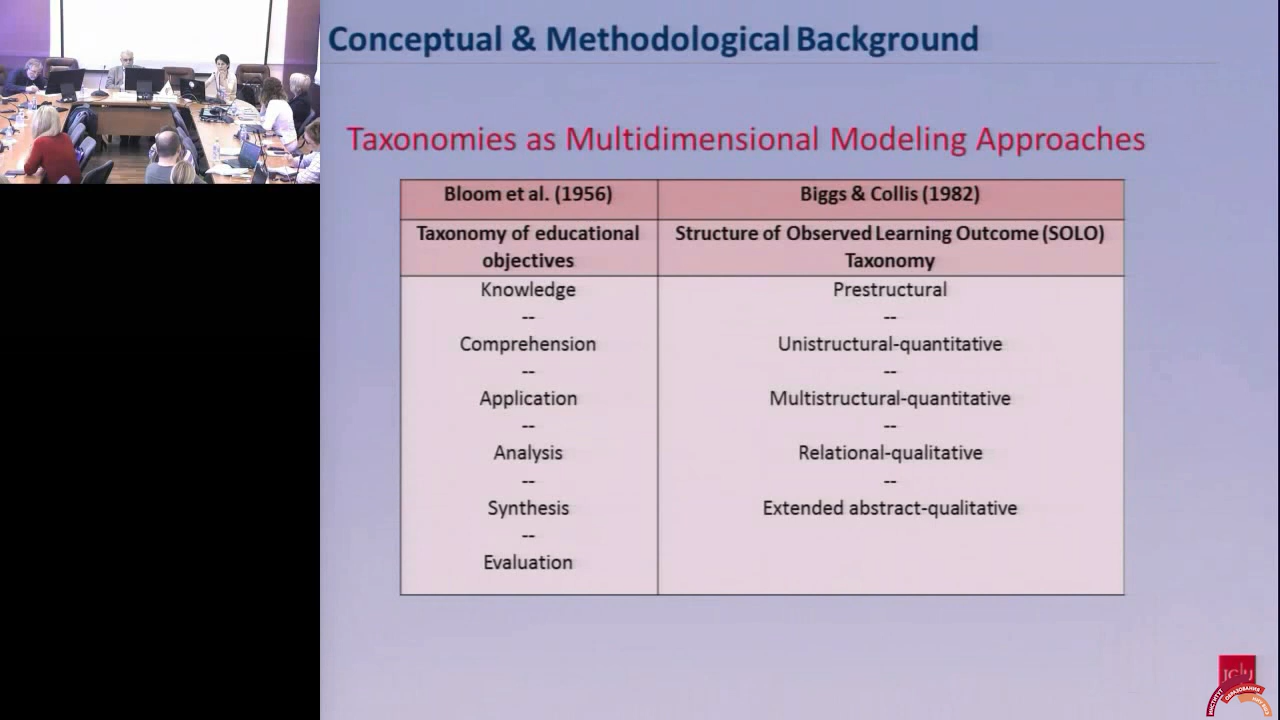 Conceptual & Methodological Background
Taxonomies as Multidimensional Modeling Approaches
Bloom et al. (1956)
Biggs & Collis (1982)
Taxonomy of educational
objectives
Structure of Observed Learning Outcome (SOLO)
Taxonomy
Knowledge
--
Comprehension
--
Application
--
Analysis
--
Synthesis
--
Evaluation
Prestructural
--
Unistructural-quantitative
--
Multistructural-quantitative
--
Relational-qualitative
--
Extended abstract-qualitative
ИНСТИТУТ
ОБРАЗОВАНИЯ